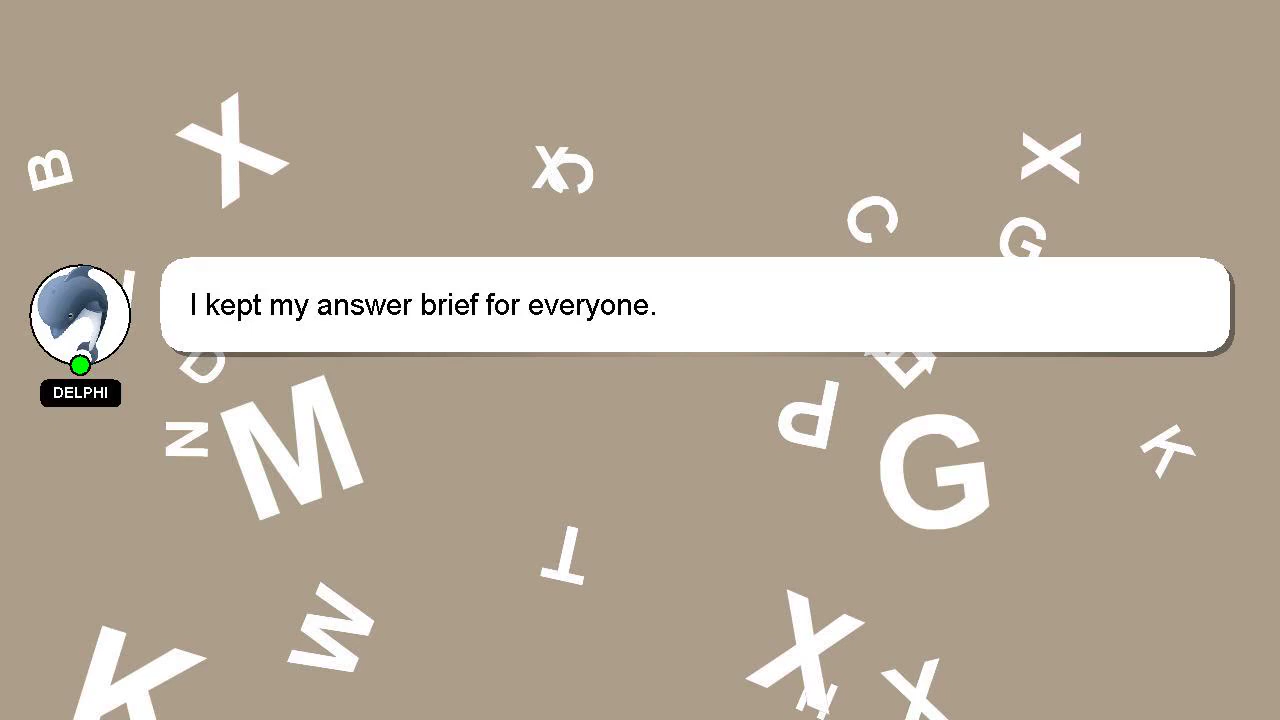 B
X
X
C
X
C
G
I kept my answer brief for everyone.
DELPHI
D
M
N
P
G
K
T
W
X
K
X